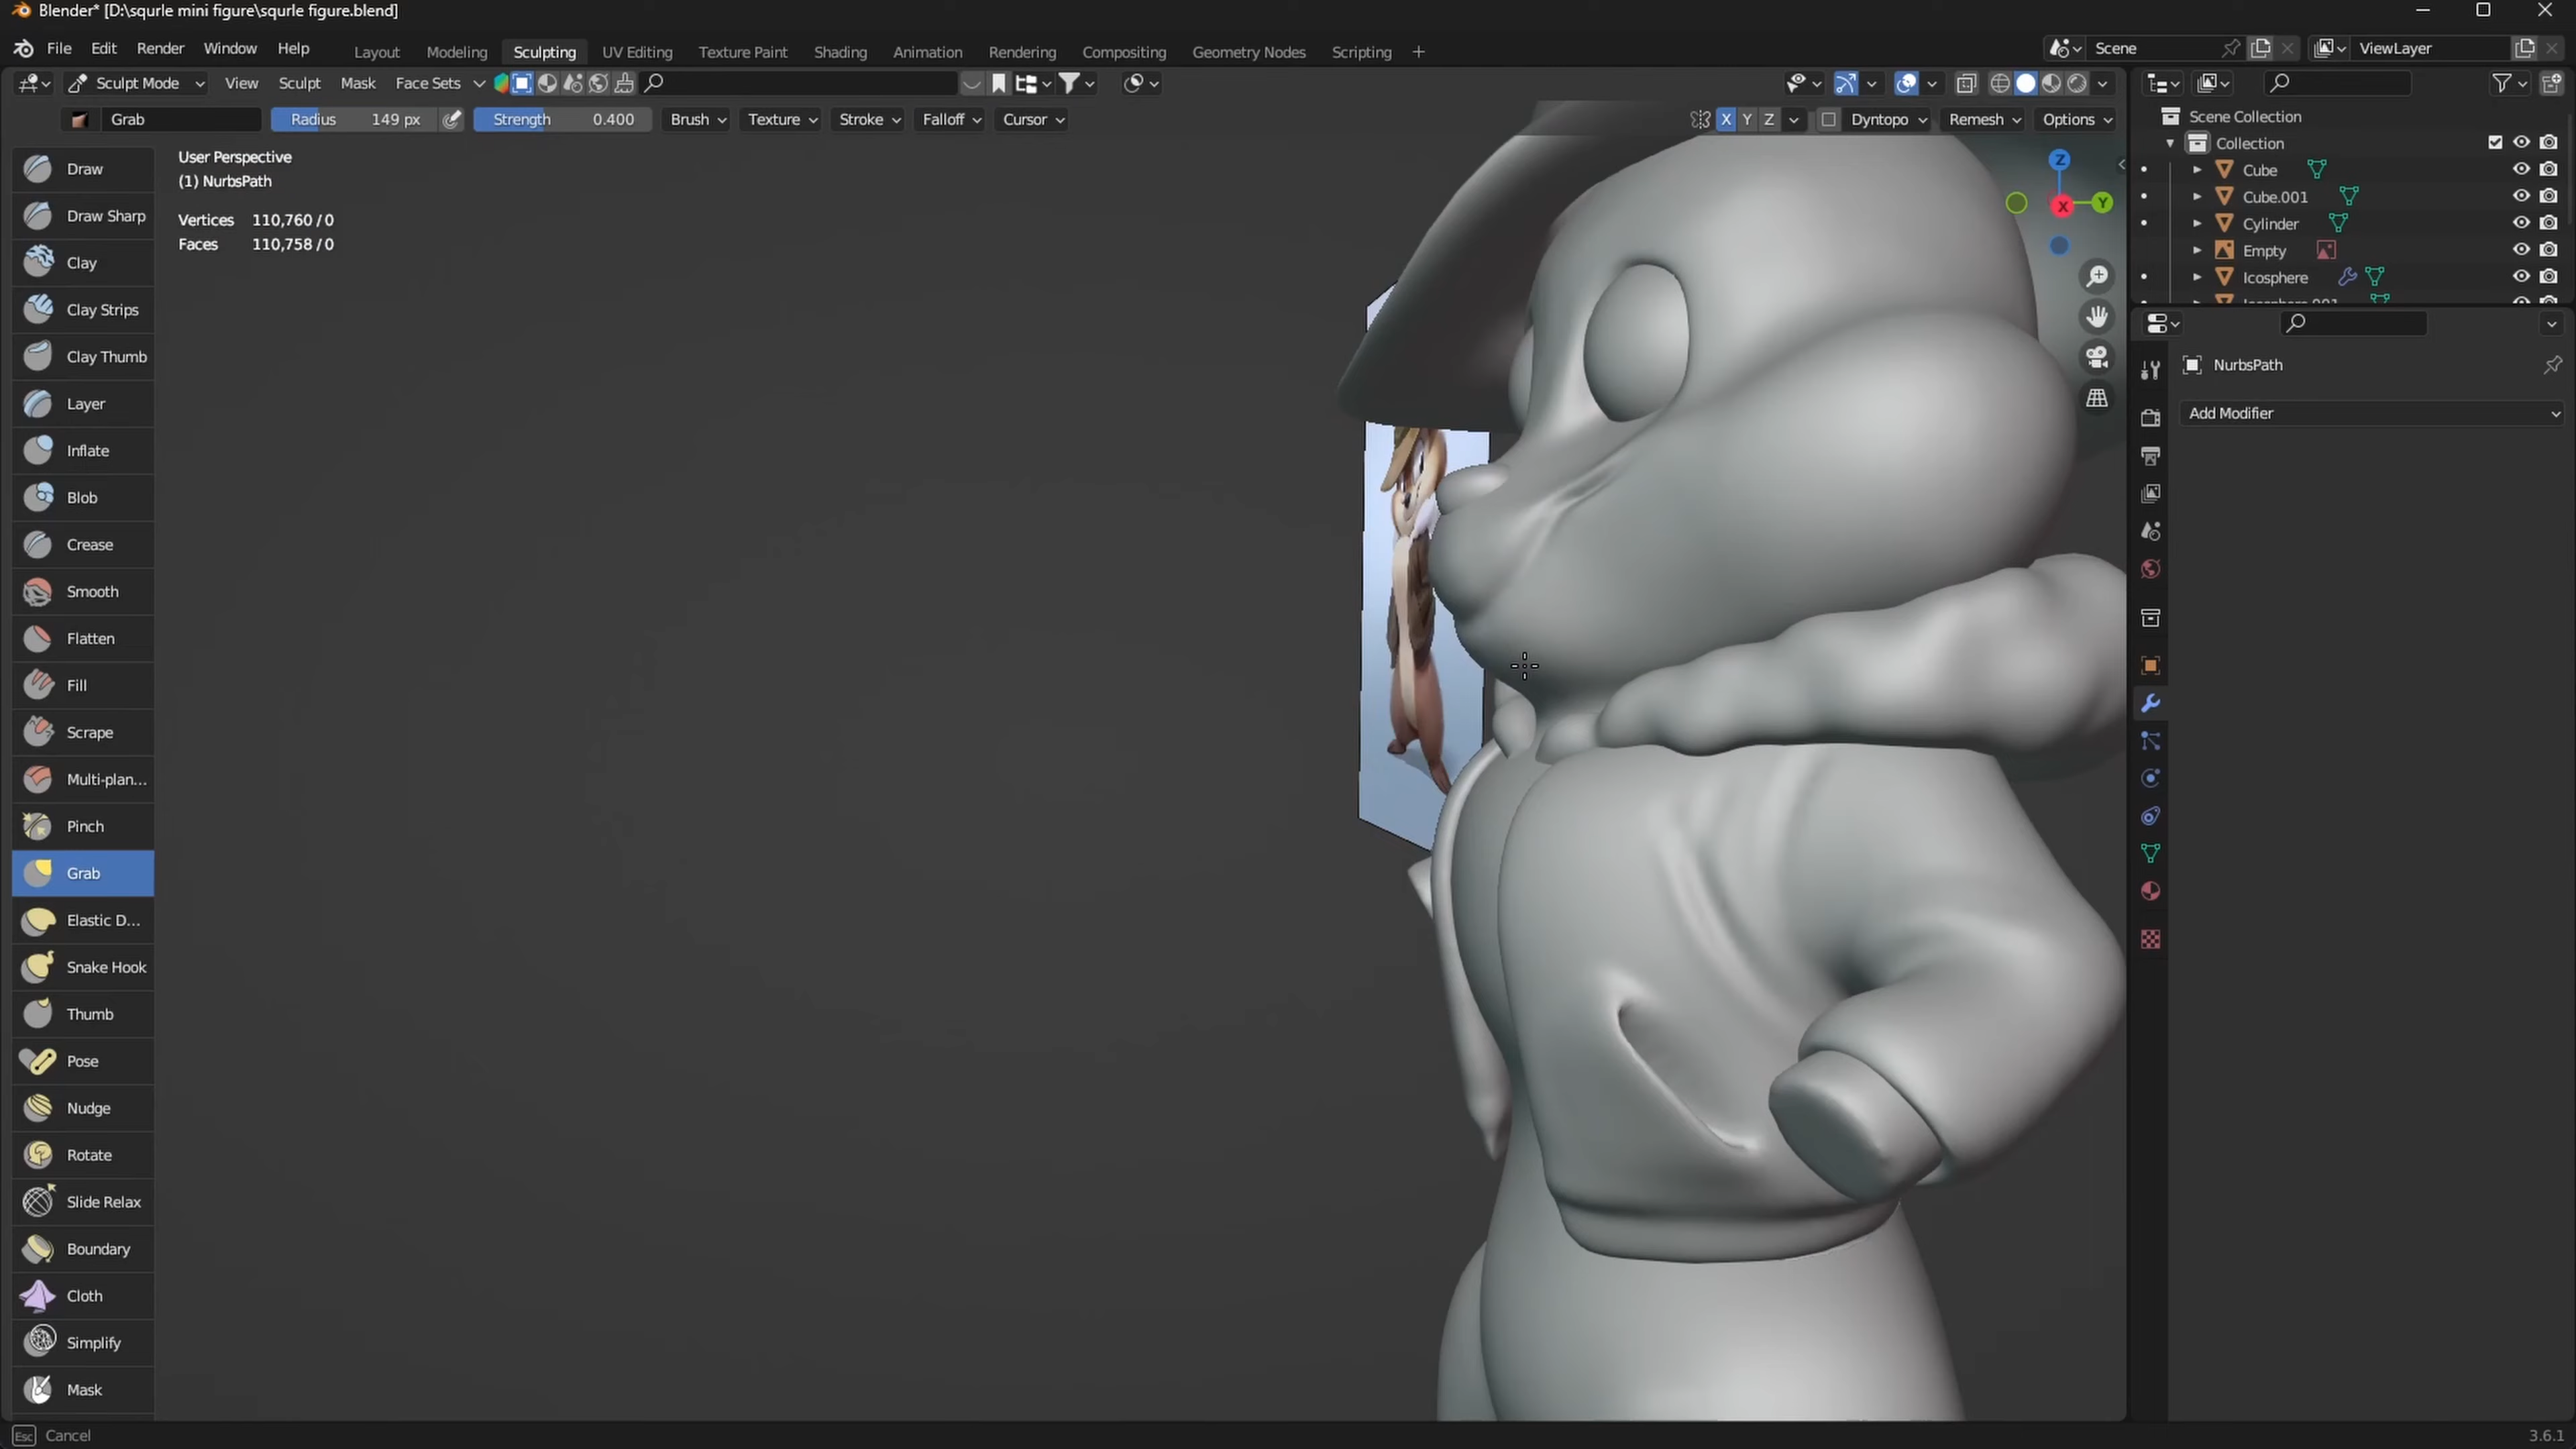 Blender* [D:\squrle mini figure\squrle figure.blend]
File Edit Render Window Help Layout Modeling Sculpting UV Editing Texture Paint Shading Animation Rendering Compositing Geometry Nodes Scripting + Scene ViewLayer
Sculpt Mode View Sculpt Mask Face Sets
Grab Radius 149 px Strength 0.400 Brush Texture Stroke Falloff Cursor X Y Z Dyntopo Remesh Options
User Perspective
(1) NurbsPath
Vertices 110,760 / 0
Faces 110,758 / 0
Draw
Draw Sharp
Clay
Clay Strips
Clay Thumb
Layer
Inflate
Blob
Crease
Smooth
Flatten
Fill
Scrape
Multi-plan...
Pinch
Grab
Elastic D...
Snake Hook
Thumb
Pose
Nudge
Rotate
Slide Relax
Boundary
Cloth
Simplify
Mask
Z
X
Y
Scene Collection
Collection
Cube
Cube.001
Cylinder
Empty
Icosphere
Icosphere.001
NurbsPath
Add Modifier
Esc Cancel
3.6.1